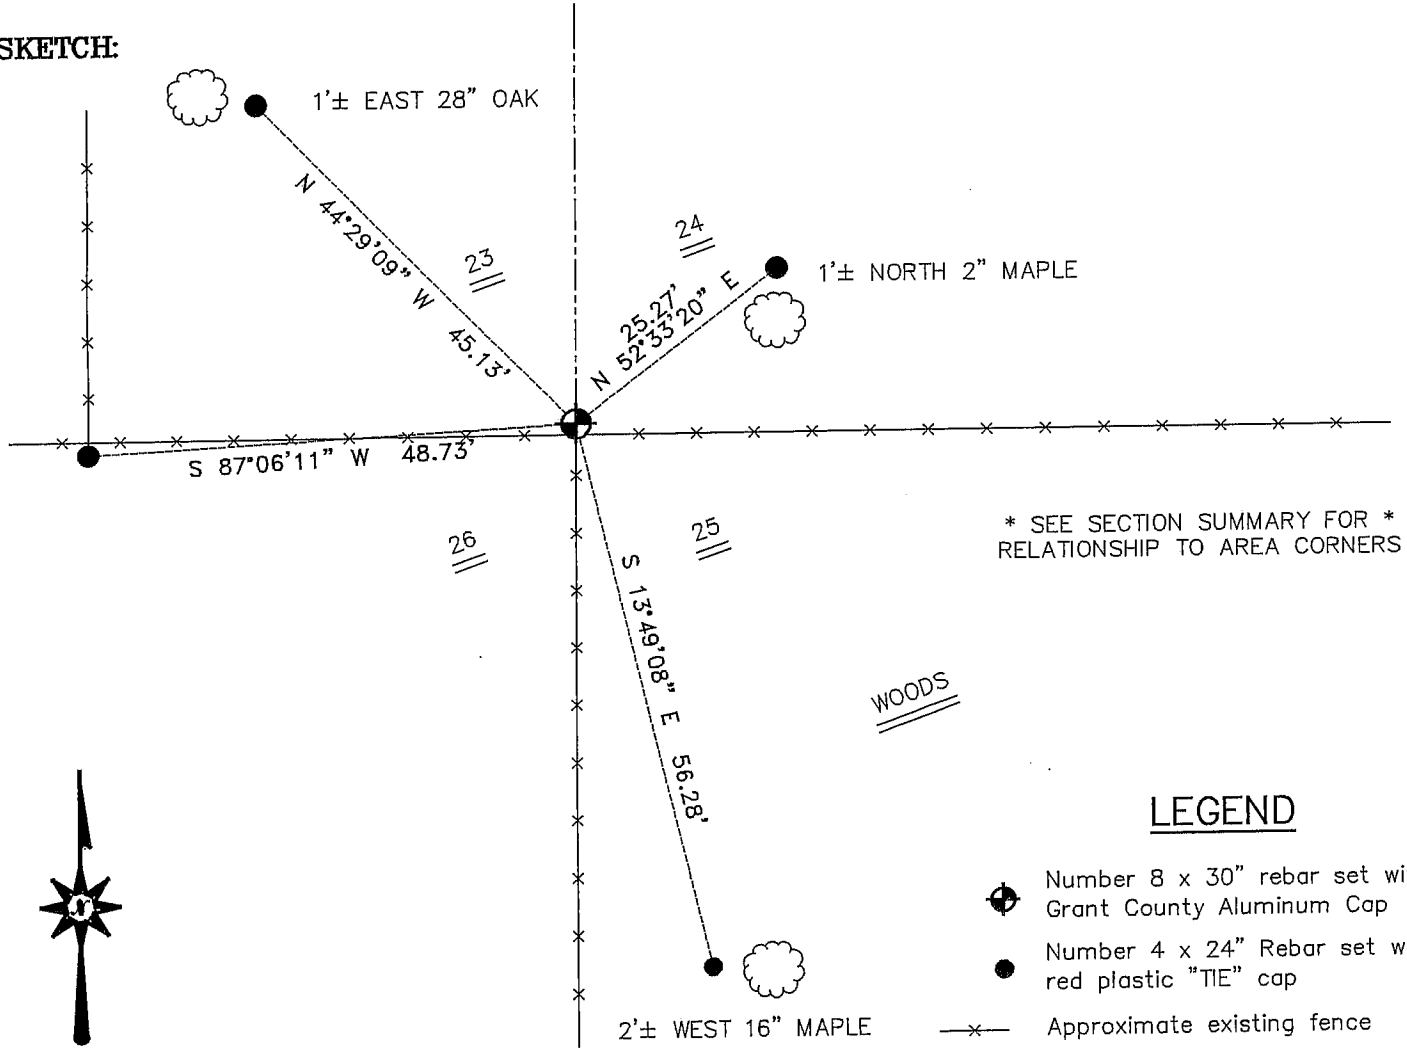 SKETCH:
1'± EAST 28" OAK
N 44°29'09" W 45.13'
23
24
1'± NORTH 2" MAPLE
25.27'
N 52°33'20" E
S 87°06'11" W 48.73'
26
25
* SEE SECTION SUMMARY FOR *
RELATIONSHIP TO AREA CORNERS
S 13°49'08" E 56.28'
WOODS
N
2'± WEST 16" MAPLE
LEGEND
Number 8 x 30" rebar set wi
Grant County Aluminum Cap
Number 4 x 24" Rebar set w
red plastic "TIE" cap
Approximate existing fence